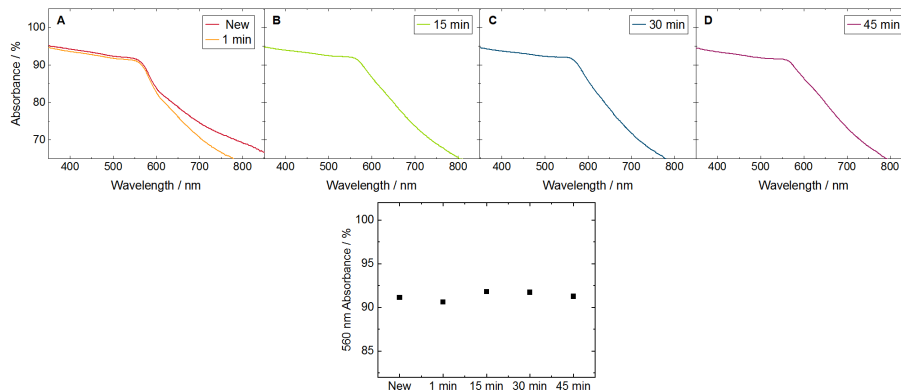 A
New
1 min
B
15 min
C
30 min
D
45 min
Absorbance / %
100
90
80
70
400 500 600 700 800
400 500 600 700 800
400 500 600 700 800
400 500 600 700 800
Wavelength / nm
Wavelength / nm
Wavelength / nm
Wavelength / nm
560 nm Absorbance / %
100
95
90
85
New 1 min 15 min 30 min 45 min